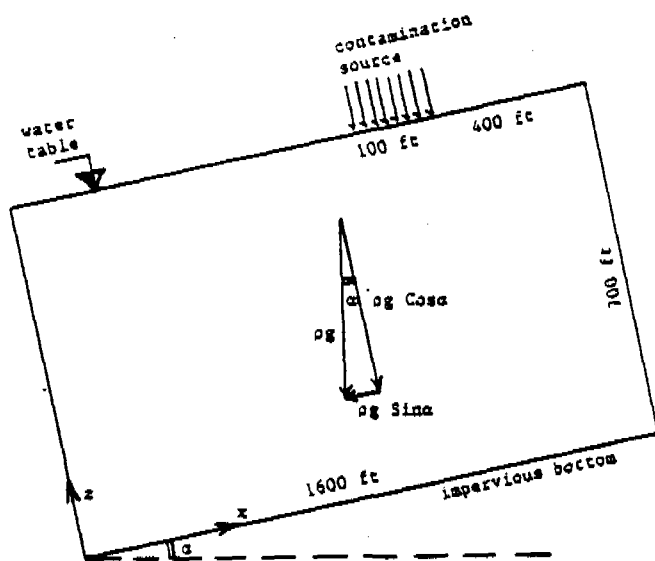 contamination
source
water
table
100 ft
400 ft
100 ft
α
ρg Cosα
ρg
ρg Sinα
1600 ft
impervious bottom
z
x
α